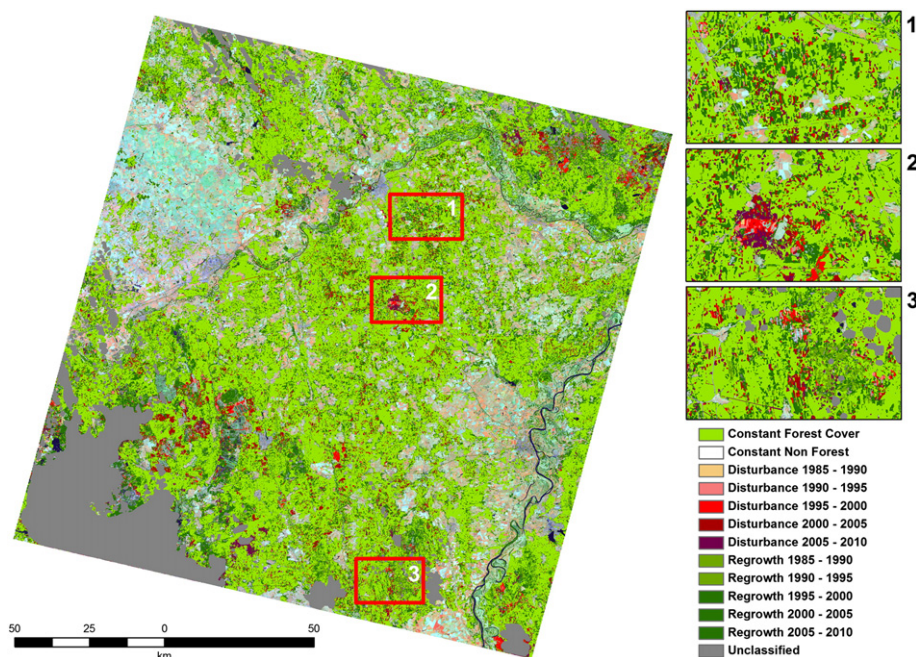 1
2
3
1
2
3
Constant Forest Cover
Constant Non Forest
Disturbance 1985 - 1990
Disturbance 1990 - 1995
Disturbance 1995 - 2000
Disturbance 2000 - 2005
Disturbance 2005 - 2010
Regrowth 1985 - 1990
Regrowth 1990 - 1995
Regrowth 1995 - 2000
Regrowth 2000 - 2005
Regrowth 2005 - 2010
Unclassified
50 25 0 50
km